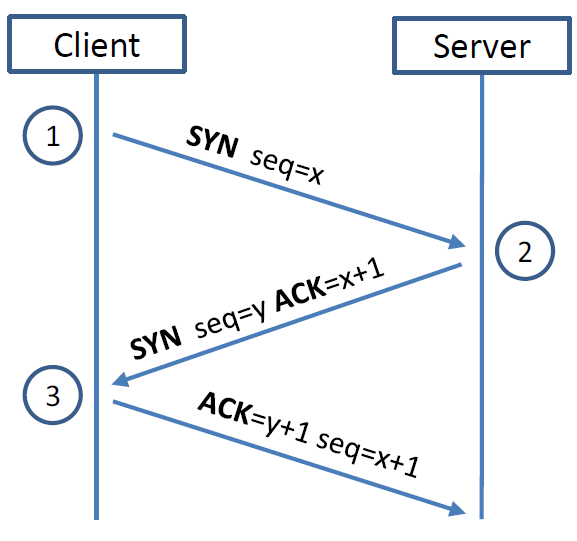 Client
Server
1
SYN seq=x
2
SYN seq=y ACK=x+1
3
ACK=y+1 seq=x+1